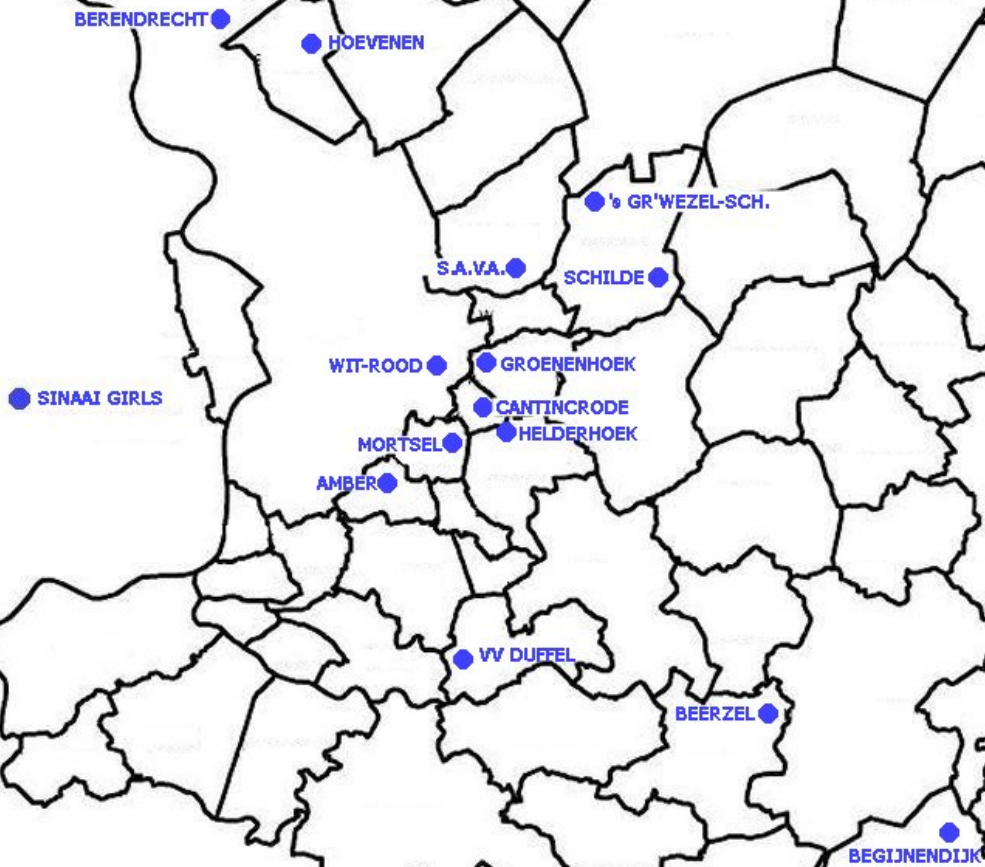 BERENDRECHT
HOEVENEN
's GR'WEZEL-SCH.
S.A.V.A.
SCHILDE
WIT-ROOD
GROENENHOEK
SINAAI GIRLS
CANTINCRODE
HELDERHOEK
MORTSEL
AMBER
VV DUFFEL
BEERZEL
BEGIJNENDIJK